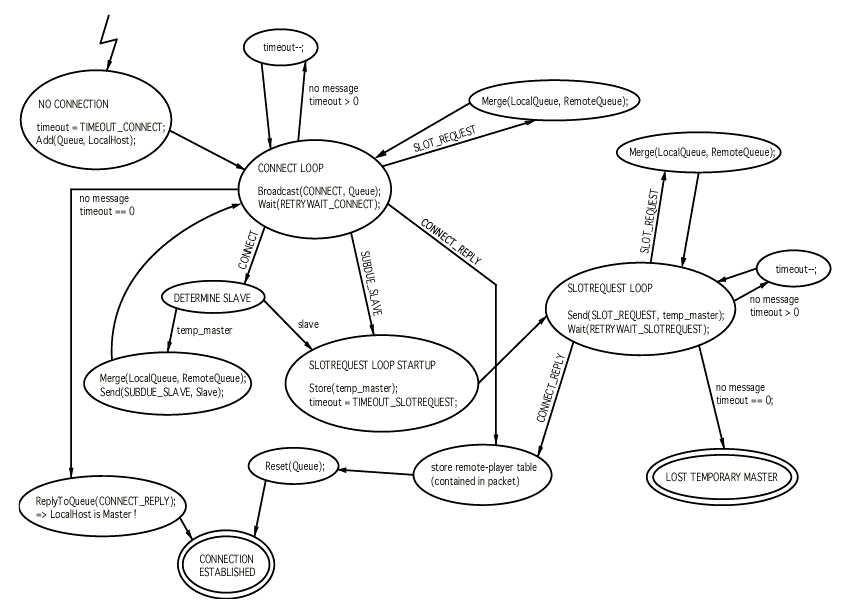 timeout--;
no message
timeout > 0
NO CONNECTION
timeout = TIMEOUT_CONNECT;
Add(Queue, LocalHost);
Merge(LocalQueue, RemoteQueue);
SLOT_REQUEST
Merge(LocalQueue, RemoteQueue);
CONNECT LOOP
Broadcast(CONNECT, Queue);
Wait(RETRYWAIT_CONNECT);
no message
timeout == 0
CONNECT
SUBDUE_SLAVE
CONNECT_REPLY
SLOT_REQUEST
timeout--;
no message
timeout > 0
SLOTREQUEST LOOP
Send(SLOT_REQUEST, temp_master);
Wait(RETRYWAIT_SLOTREQUEST);
DETERMINE SLAVE
temp_master
slave
Merge(LocalQueue, RemoteQueue);
Send(SUBDUE_SLAVE, Slave);
SLOTREQUEST LOOP STARTUP
Store(temp_master);
timeout = TIMEOUT_SLOTREQUEST;
CONNECT_REPLY
no message
timeout == 0;
Reset(Queue);
store remote-player table
(contained in packet)
LOST TEMPORARY MASTER
ReplyToQueue(CONNECT_REPLY);
=> LocalHost is Master !
CONNECTION
ESTABLISHED